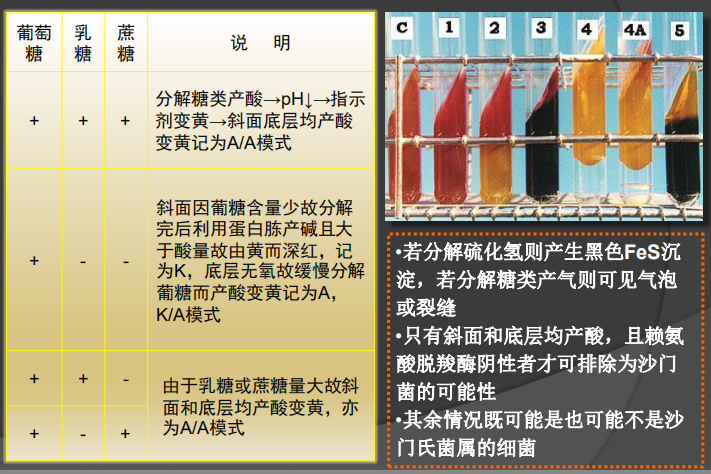 葡萄糖 乳糖 蔗糖 说 明
+ + + 分解糖类产酸→pH↓→指示
剂变黄→斜面底层均产酸
变黄记为A/A模式
+ - - 斜面因葡糖含量少故分解
完后利用蛋白胨产碱且大
于酸量故由黄而深红，记
为K，底层无氧故缓慢分解
葡糖而产酸变黄记为A，
K/A模式
+ + -
+ - +
由于乳糖或蔗糖量大故斜
面和底层均产酸变黄，亦
为A/A模式
C 1 2 3 4 4A 5
•若分解硫化氢则产生黑色FeS沉
淀，若分解糖类产气则可见气泡
或裂缝
•只有斜面和底层均产酸，且赖氨
酸脱羧酶阴性者才可排除为沙门
菌的可能性
•其余情况既可能是也可能不是沙
门氏菌属的细菌